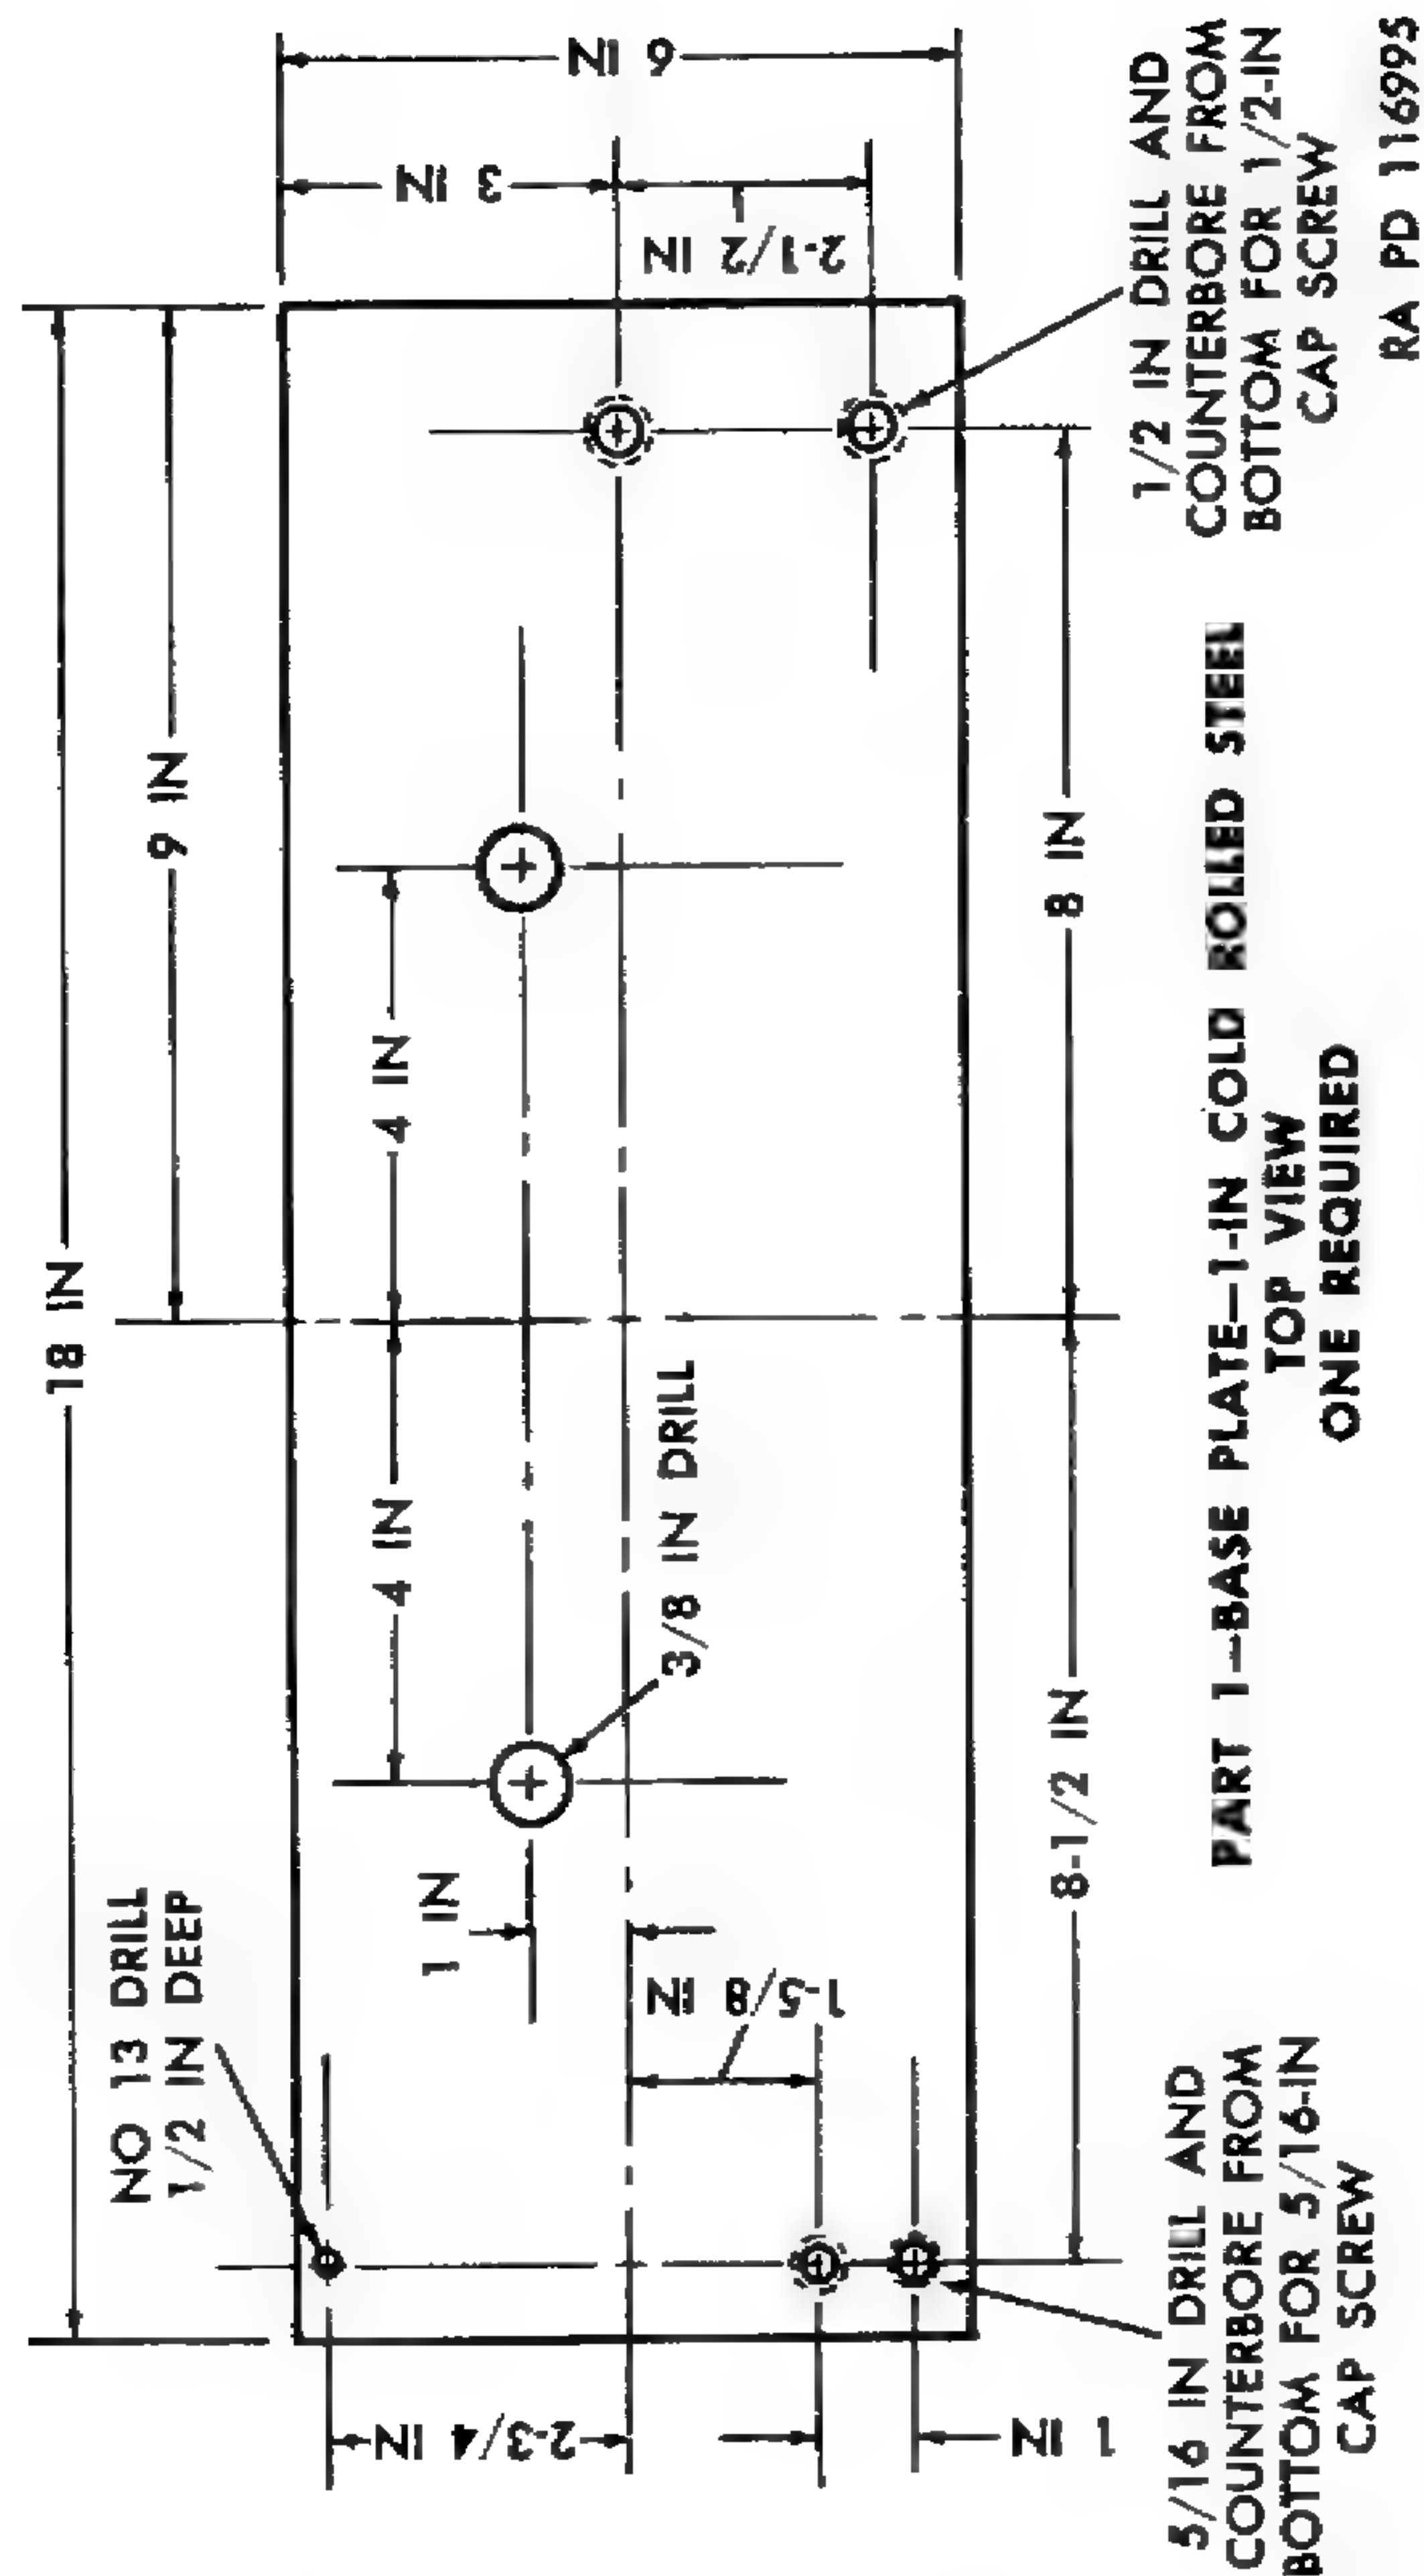 18 IN
9 IN
NO 13 DRILL
1/2 IN DEEP
4 IN
4 IN
1 IN
3/8 IN DRILL
6 IN
3 IN
2-1/2 IN
2-3/4 IN
1-5/8 IN
1 IN
8-1/2 IN
8 IN
5/16 IN DRILL AND
COUNTERBORE FROM
BOTTOM FOR 5/16-IN
CAP SCREW
1/2 IN DRILL AND
COUNTERBORE FROM
BOTTOM FOR 1/2-IN
CAP SCREW
PART 1—BASE PLATE—1-IN COLD ROLLED STEEL
TOP VIEW
ONE REQUIRED
RA PD 116995